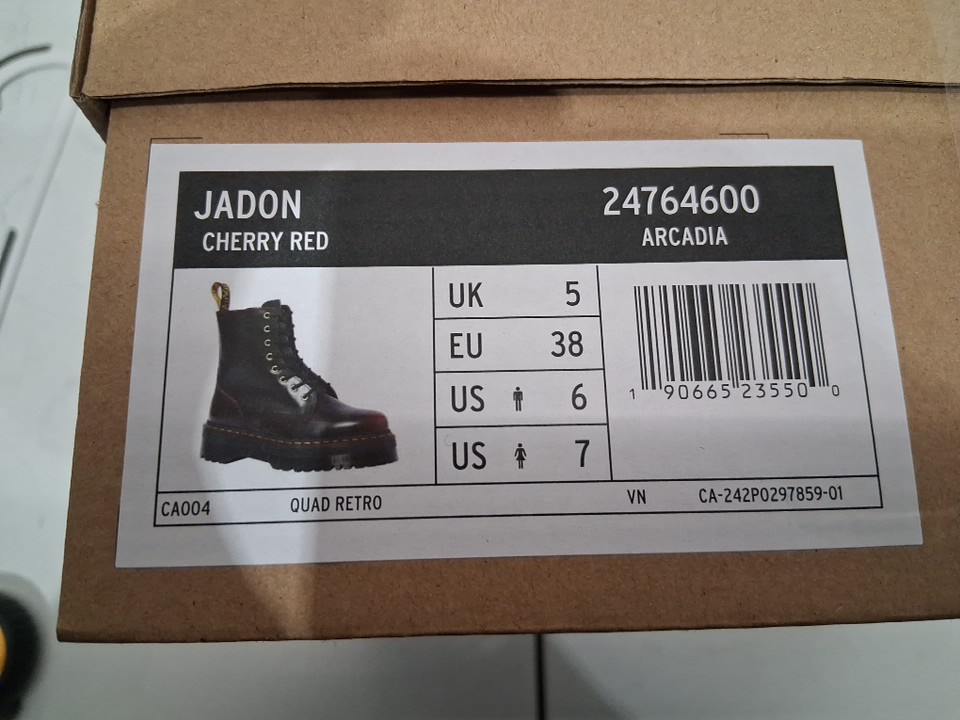 JADON
CHERRY RED
24764600
ARCADIA
UK 5
EU 38
US 6
US 7
1 90665 23550 0
CA004 QUAD RETRO VN CA-242P0297859-01